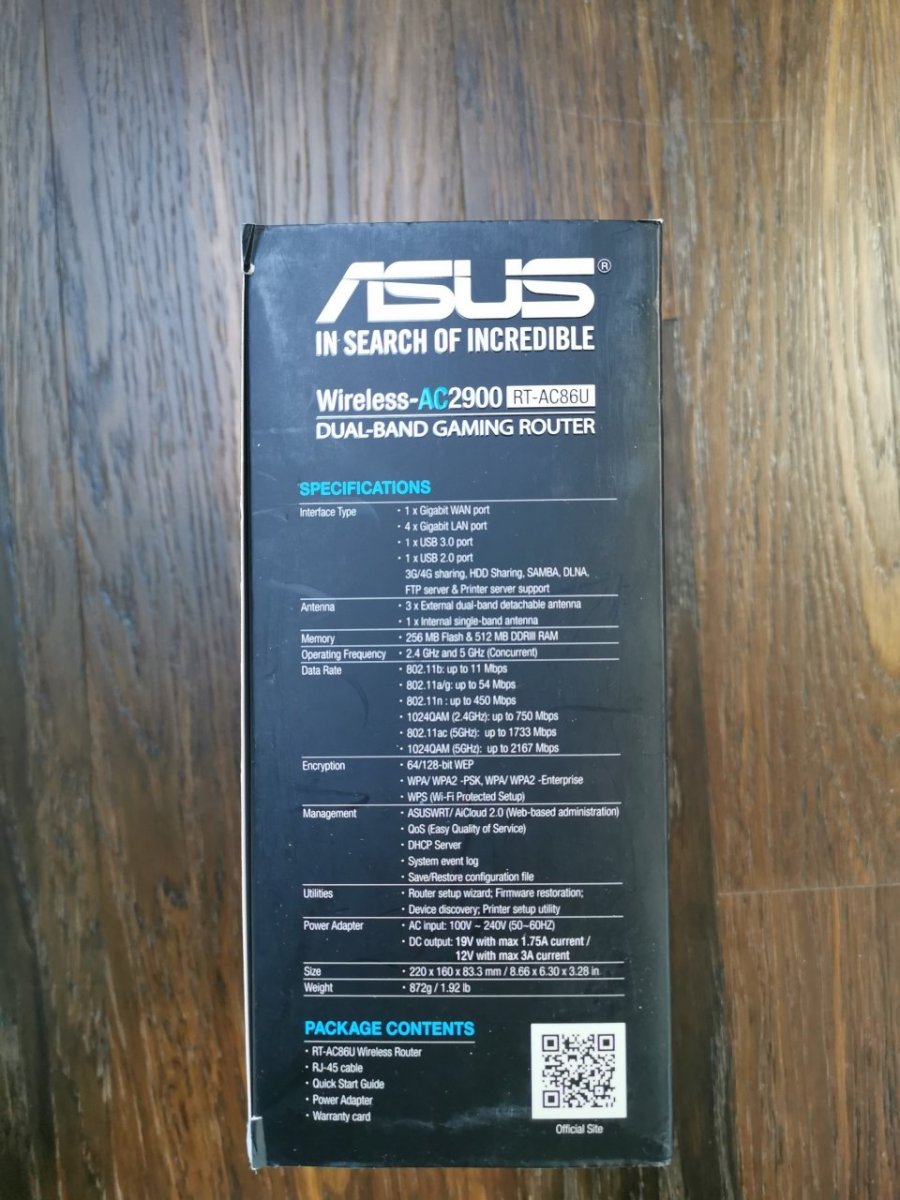 ASUS®
IN SEARCH OF INCREDIBLE
Wireless-AC2900 RT-AC86U
DUAL-BAND GAMING ROUTER
SPECIFICATIONS
Interface Type · 1 x Gigabit WAN port
· 4 x Gigabit LAN port
· 1 x USB 3.0 port
· 1 x USB 2.0 port
3G/4G sharing, HDD Sharing, SAMBA, DLNA,
FTP server & Printer server support
Antenna · 3 x External dual-band detachable antenna
· 1 x Internal single-band antenna
Memory · 256 MB Flash & 512 MB DDRIII RAM
Operating Frequency · 2.4 GHz and 5 GHz (Concurrent)
Data Rate · 802.11b: up to 11 Mbps
· 802.11a/g: up to 54 Mbps
· 802.11n : up to 450 Mbps
· 1024QAM (2.4GHz): up to 750 Mbps
· 802.11ac (5GHz): up to 1733 Mbps
· 1024QAM (5GHz): up to 2167 Mbps
Encryption · 64/128-bit WEP
· WPA/ WPA2 -PSK, WPA/ WPA2 -Enterprise
· WPS (Wi-Fi Protected Setup)
Management · ASUSWRT/ AiCloud 2.0 (Web-based administration)
· QoS (Easy Quality of Service)
· DHCP Server
· System event log
· Save/Restore configuration file
Utilities · Router setup wizard; Firmware restoration;
· Device discovery; Printer setup utility
Power Adapter · AC input: 100V ~ 240V (50~60HZ)
· DC output: 19V with max 1.75A current /
12V with max 3A current
Size · 220 x 160 x 83.3 mm / 8.66 x 6.30 x 3.28 in
Weight · 872g / 1.92 lb
PACKAGE CONTENTS
· RT-AC86U Wireless Router
· RJ-45 cable
· Quick Start Guide
· Power Adapter
· Warranty card
Official Site